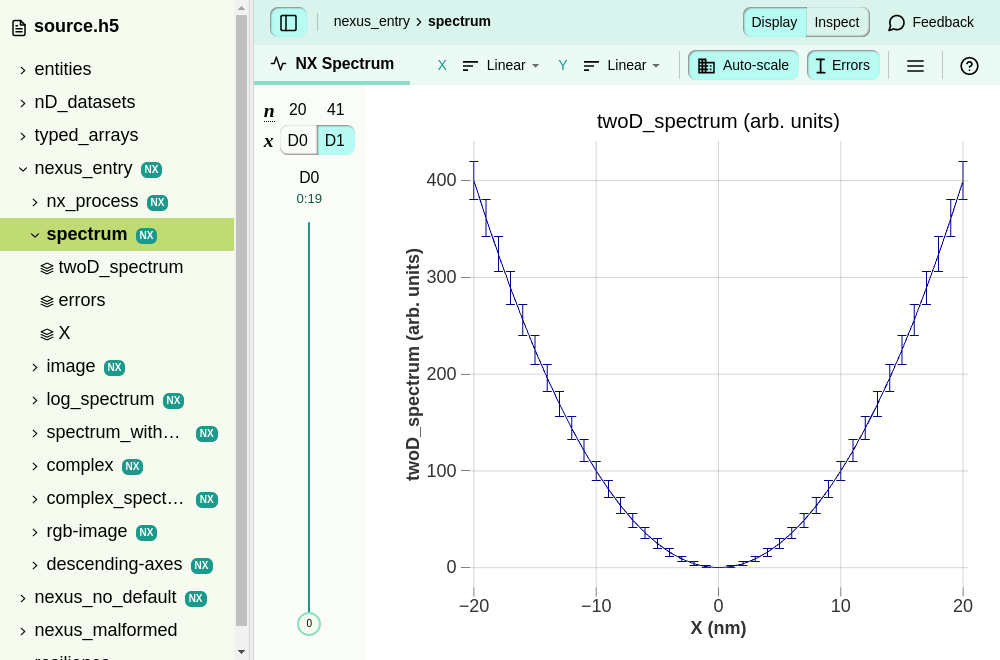 source.h5
entities
nD_datasets
typed_arrays
nexus_entry NX
nx_process NX
spectrum NX
twoD_spectrum
errors
X
image NX
log_spectrum NX
spectrum_with… NX
complex NX
complex_spect… NX
rgb-image NX
descending-axes NX
nexus_no_default NX
nexus_malformed
resilience
nexus_entry spectrum
Display Inspect Feedback
NX Spectrum X Linear Y Linear Auto-scale Errors
n 20 41
x D0 D1
D0
0:19
0
twoD_spectrum (arb. units)
twoD_spectrum (arb. units)
400
300
200
100
0
−20 −10 0 10 20
X (nm)